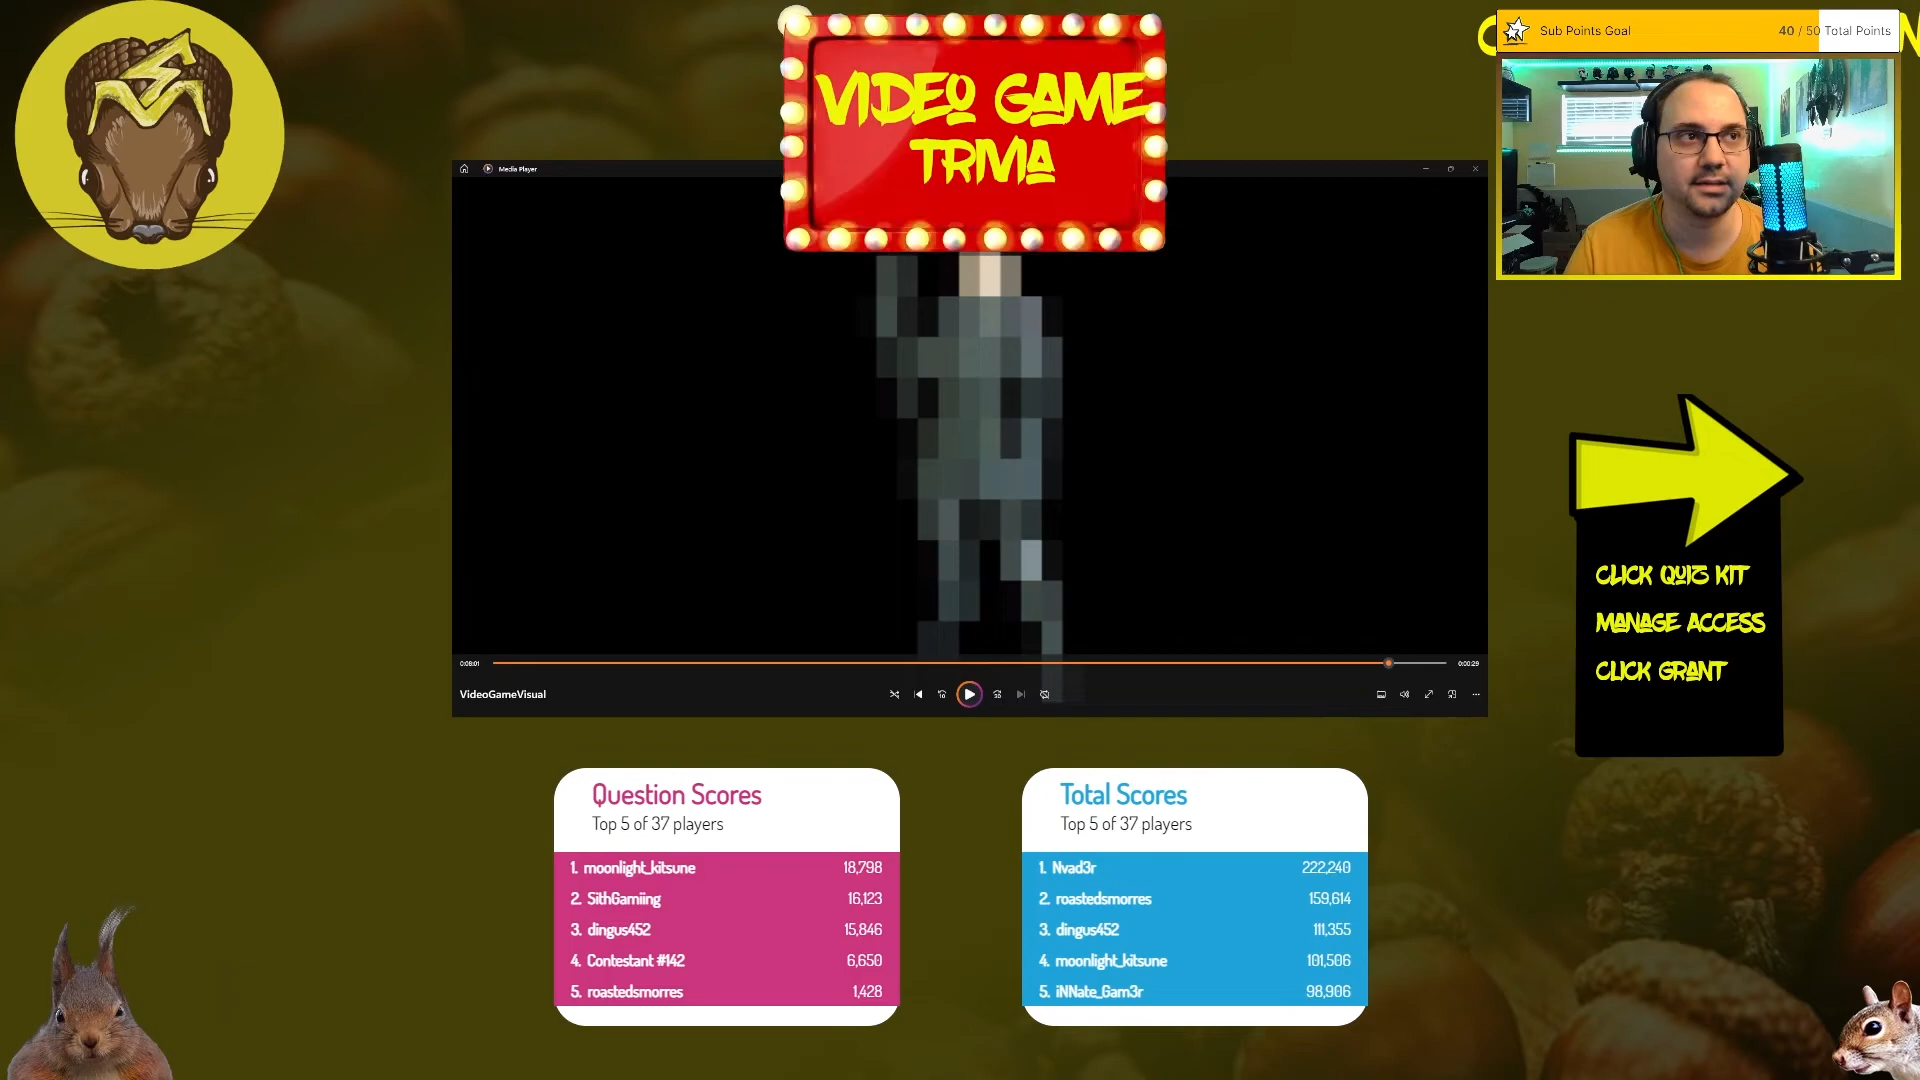 VIDEO GAME
TRIVIA
Sub Points Goal
40 / 50 Total Points
Media Player
0:08:01
0:00:29
VideoGameVisual
CLICK QUIZ KIT
MANAGE ACCESS
CLICK GRANT
Question Scores
Top 5 of 37 players
1. moonlight_kitsune 18,798
2. SithGamiing 16,123
3. dingus452 15,846
4. Contestant #142 6,650
5. roastedsmorres 1,428
Total Scores
Top 5 of 37 players
1. Nvad3r 222,240
2. roastedsmorres 159,614
3. dingus452 111,355
4. moonlight_kitsune 101,506
5. iNNate_Gam3r 98,906